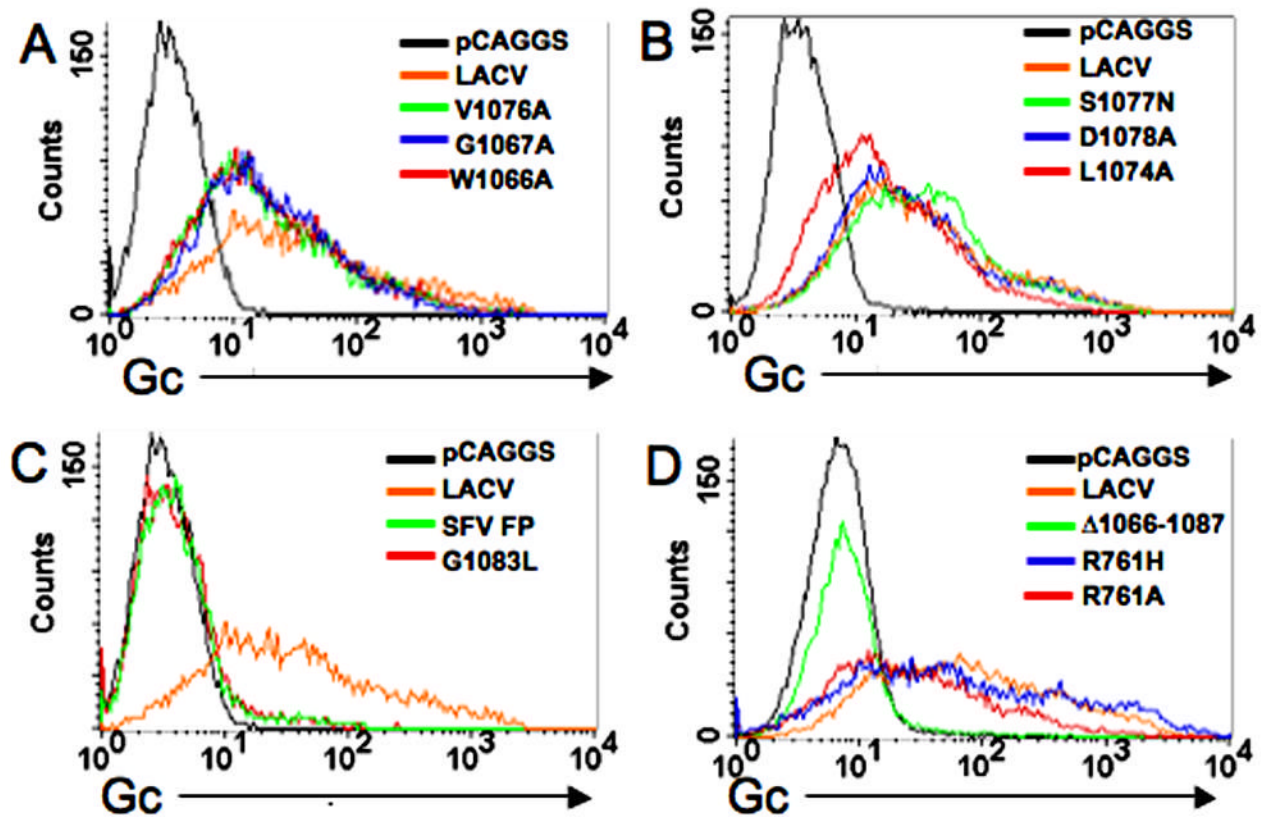 A
150
Counts
0
pCAGGS
LACV
V1076A
G1067A
W1066A
10^0 10^1 10^2 10^3 10^4
Gc
B
150
Counts
0
pCAGGS
LACV
S1077N
D1078A
L1074A
10^0 10^1 10^2 10^3 10^4
Gc
C
150
Counts
0
pCAGGS
LACV
SFV FP
G1083L
10^0 10^1 10^2 10^3 10^4
Gc
D
150
Counts
0
pCAGGS
LACV
Δ1066-1087
R761H
R761A
10^0 10^1 10^2 10^3 10^4
Gc